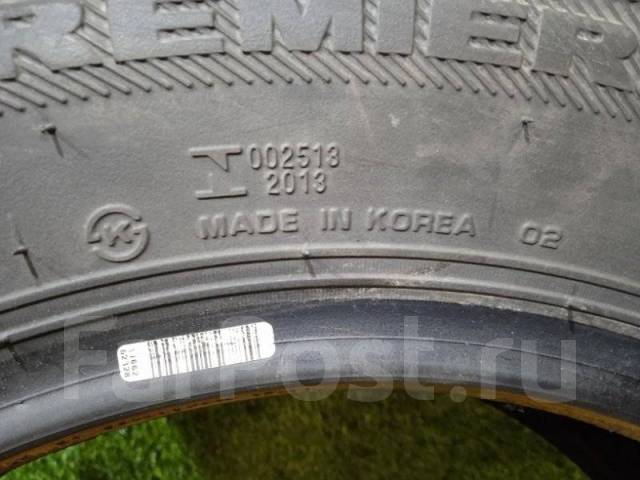 REMIER
002513
2013
K
MADE IN KOREA 02
FarPost.ru